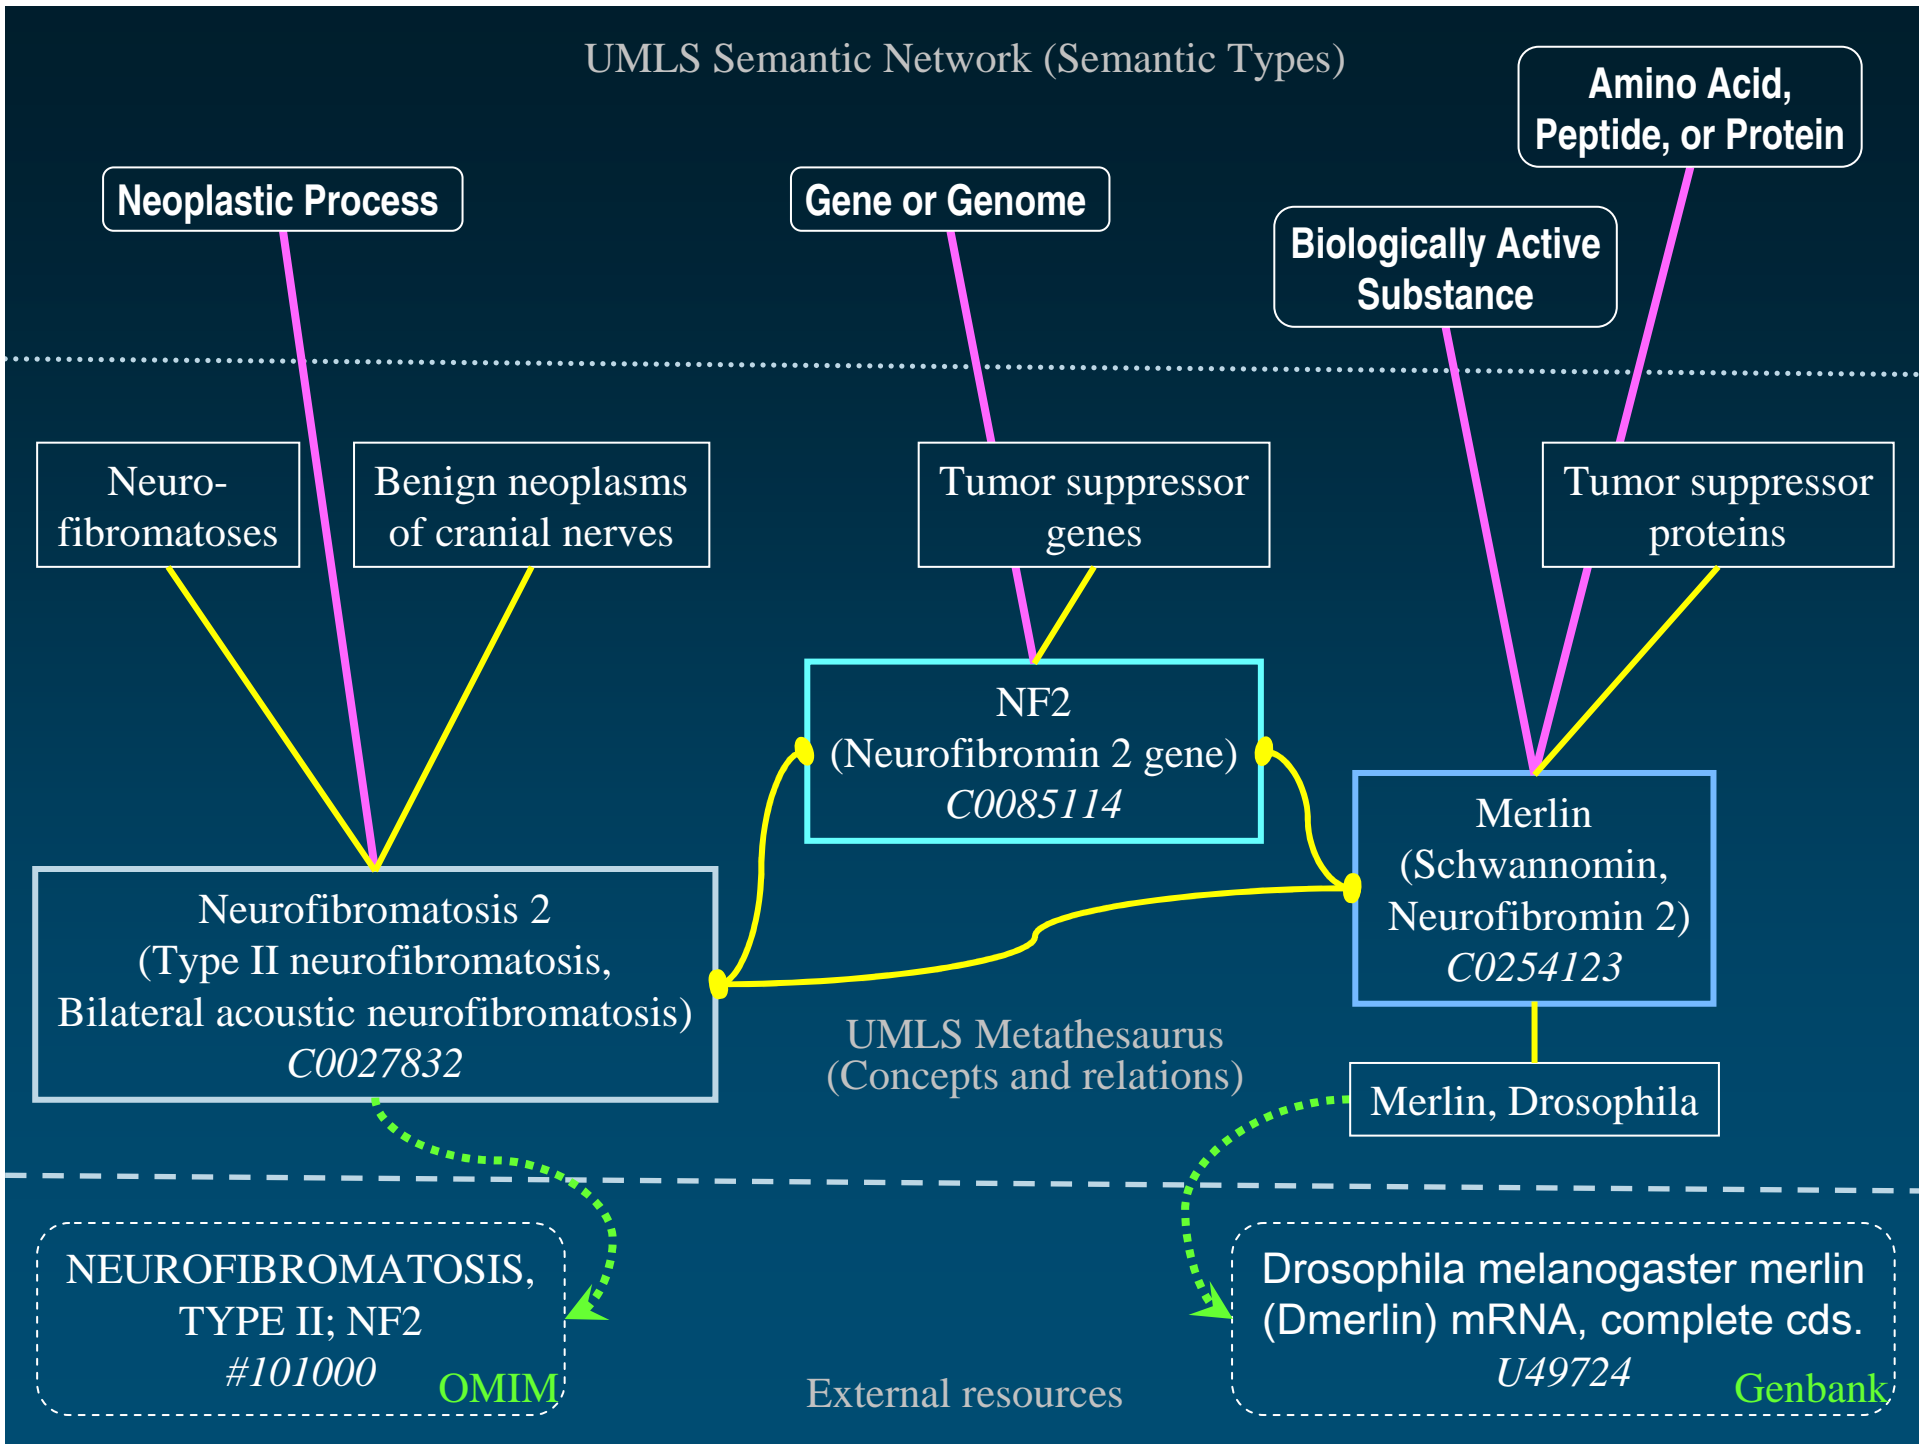 UMLS Semantic Network (Semantic Types)
Amino Acid,
Peptide, or Protein
Neoplastic Process
Gene or Genome
Biologically Active
Substance
Neuro-
fibromatoses
Benign neoplasms
of cranial nerves
Tumor suppressor
genes
Tumor suppressor
proteins
NF2
(Neurofibromin 2 gene)
C0085114
Merlin
(Schwannomin,
Neurofibromin 2)
C0254123
Neurofibromatosis 2
(Type II neurofibromatosis,
Bilateral acoustic neurofibromatosis)
C0027832
UMLS Metathesaurus
(Concepts and relations)
Merlin, Drosophila
NEUROFIBROMATOSIS,
TYPE II; NF2
#101000
OMIM
External resources
Drosophila melanogaster merlin
(Dmerlin) mRNA, complete cds.
U49724
Genbank